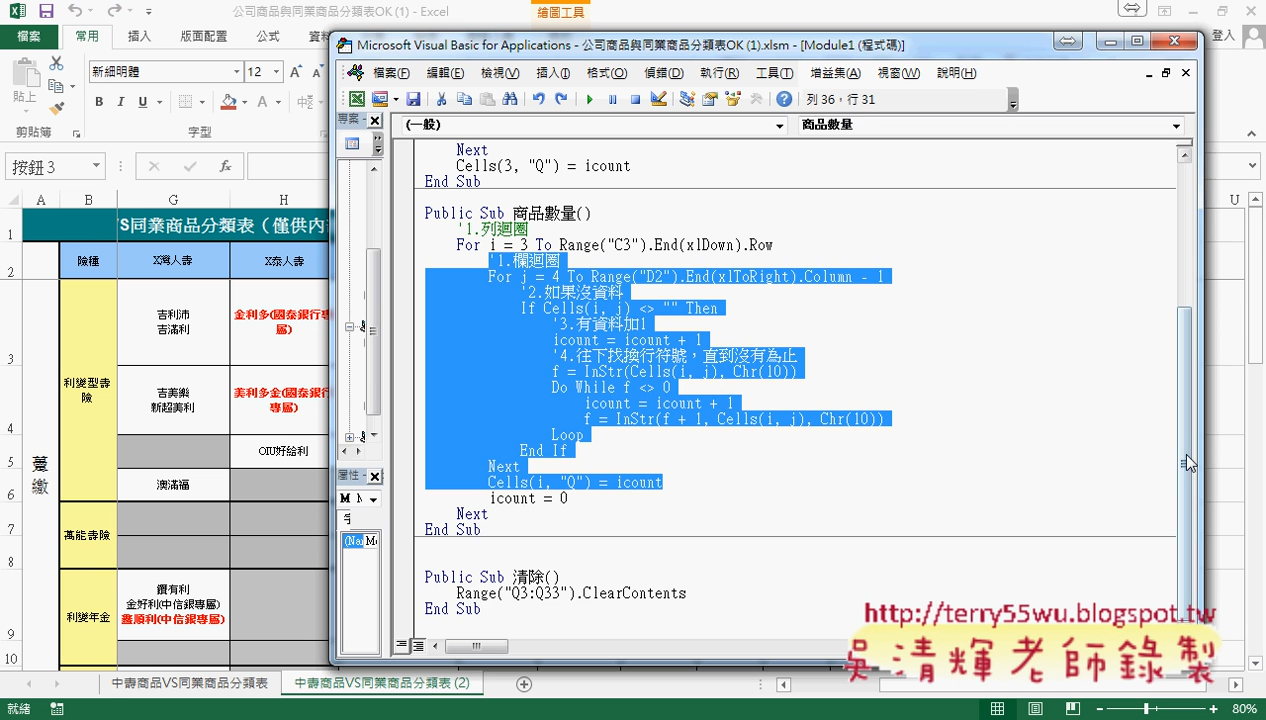 公司商品與同業商品分類表OK (1) - Excel
繪圖工具
檔案 常用 插入 版面配置 公式
登入
貼上
新細明體 12
B I U
剪貼簿 字型
按鈕 3
A B G H U
VS同業商品分類表（僅供內
險種 X灣人壽 X泰人壽
吉利沛
吉滿利
金利多(國泰銀行專
屬)
利變型壽
險
吉美樂
新超美利
美利多金(國泰銀行
專屬)
OIU好給利
躉
繳
澳滿福
萬能壽險
利變年金
鑽有利
金好利(中信銀專屬)
鑫順利(中信銀專屬)
1
2
3
4
5
6
7
8
9
10
中壽商品VS同業商品分類表 中壽商品VS同業商品分類表 (2)
就緒
80%
Microsoft Visual Basic for Applications - 公司商品與同業商品分類表OK (1).xlsm - [Module1 (程式碼)]
檔案(F) 編輯(E) 檢視(V) 插入(I) 格式(O) 偵錯(D) 執行(R) 工具(T) 增益集(A) 視窗(W) 說明(H)
列 36，行 31
專案 -
屬性 -
(一般) 商品數量
Next
Cells(3, "Q") = icount
End Sub
Public Sub 商品數量()
'1.列迴圈
For i = 3 To Range("C3").End(xlDown).Row
'1.欄迴圈
For j = 4 To Range("D2").End(xlToRight).Column - 1
'2.如果沒資料
If Cells(i, j) <> "" Then
'3.有資料加1
icount = icount + 1
'4.往下找換行符號，直到沒有為止
f = InStr(Cells(i, j), Chr(10))
Do While f <> 0
icount = icount + 1
f = InStr(f + 1, Cells(i, j), Chr(10))
Loop
End If
Next
Cells(i, "Q") = icount
icount = 0
Next
End Sub
Public Sub 清除()
Range("Q3:Q33").ClearContents
End Sub
http://terry55wu.blogspot.tw
吳清輝老師錄製